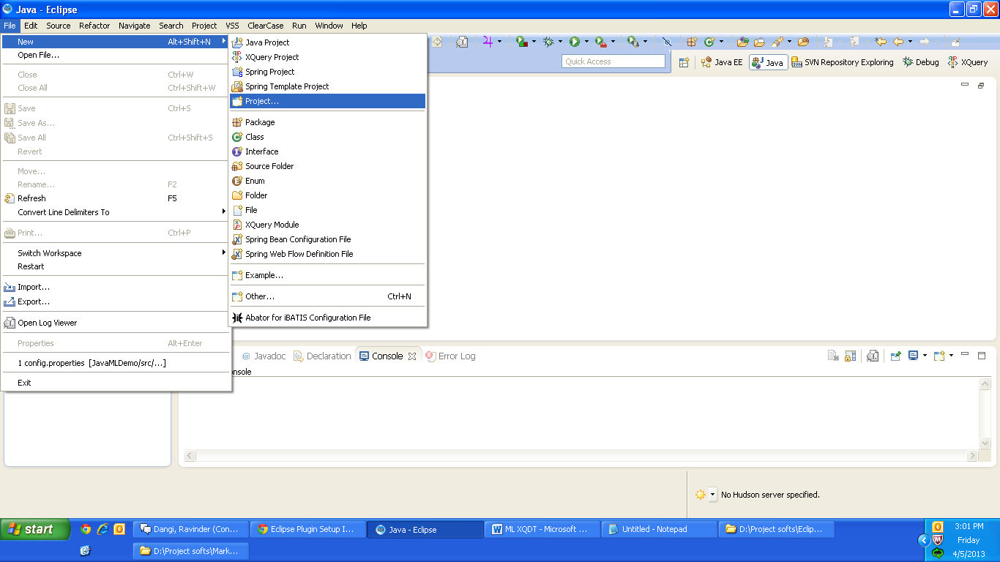 Java - Eclipse
File Edit Source Refactor Navigate Search Project VSS ClearCase Run Window Help
New Alt+Shift+N
Open File...
Close Ctrl+W
Close All Ctrl+Shift+W
Save Ctrl+S
Save As...
Save All Ctrl+Shift+S
Revert
Move...
Rename... F2
Refresh F5
Convert Line Delimiters To
Print... Ctrl+P
Switch Workspace
Restart
Import...
Export...
Open Log Viewer
Properties Alt+Enter
1 config.properties [JavaMLDemo/src/...]
Exit
Java Project
XQuery Project
Spring Project
Spring Template Project
Project...
Package
Class
Interface
Source Folder
Enum
Folder
File
XQuery Module
Spring Bean Configuration File
Spring Web Flow Definition File
Example...
Other... Ctrl+N
Abator for iBATIS Configuration File
Quick Access
Java EE Java SVN Repository Exploring Debug XQuery
@ Javadoc Declaration Console Error Log
onsole
No Hudson server specified.
start
Dangi, Ravinder (Con...
Eclipse Plugin Setup I...
Java - Eclipse
ML XQDT - Microsoft ...
Untitled - Notepad
D:\Project softs\Eclip...
D:\Project softs\Mark...
3:01 PM
Friday
4/5/2013